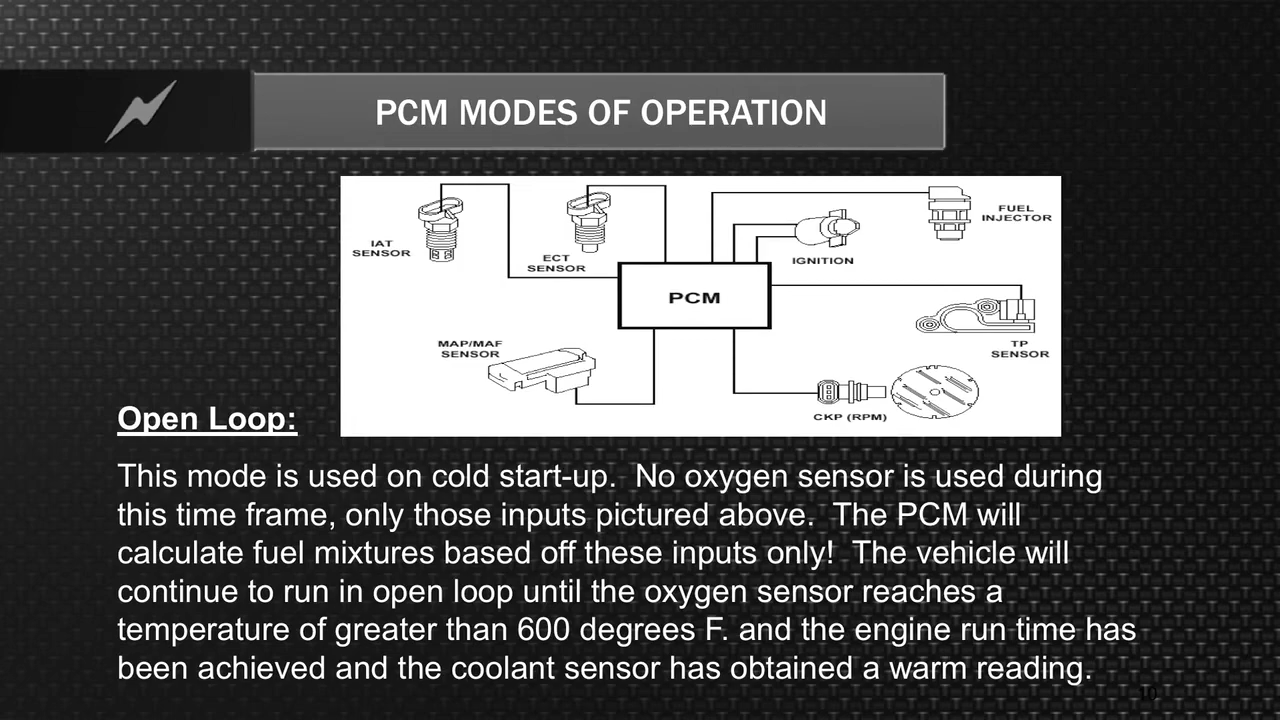 PCM MODES OF OPERATION
IAT
SENSOR
ECT
SENSOR
FUEL
INJECTOR
IGNITION
PCM
MAP/MAF
SENSOR
TP
SENSOR
CKP (RPM)
Open Loop:
This mode is used on cold start-up.  No oxygen sensor is used during
this time frame, only those inputs pictured above.  The PCM will
calculate fuel mixtures based off these inputs only!  The vehicle will
continue to run in open loop until the oxygen sensor reaches a
temperature of greater than 600 degrees F. and the engine run time has
been achieved and the coolant sensor has obtained a warm reading.
10